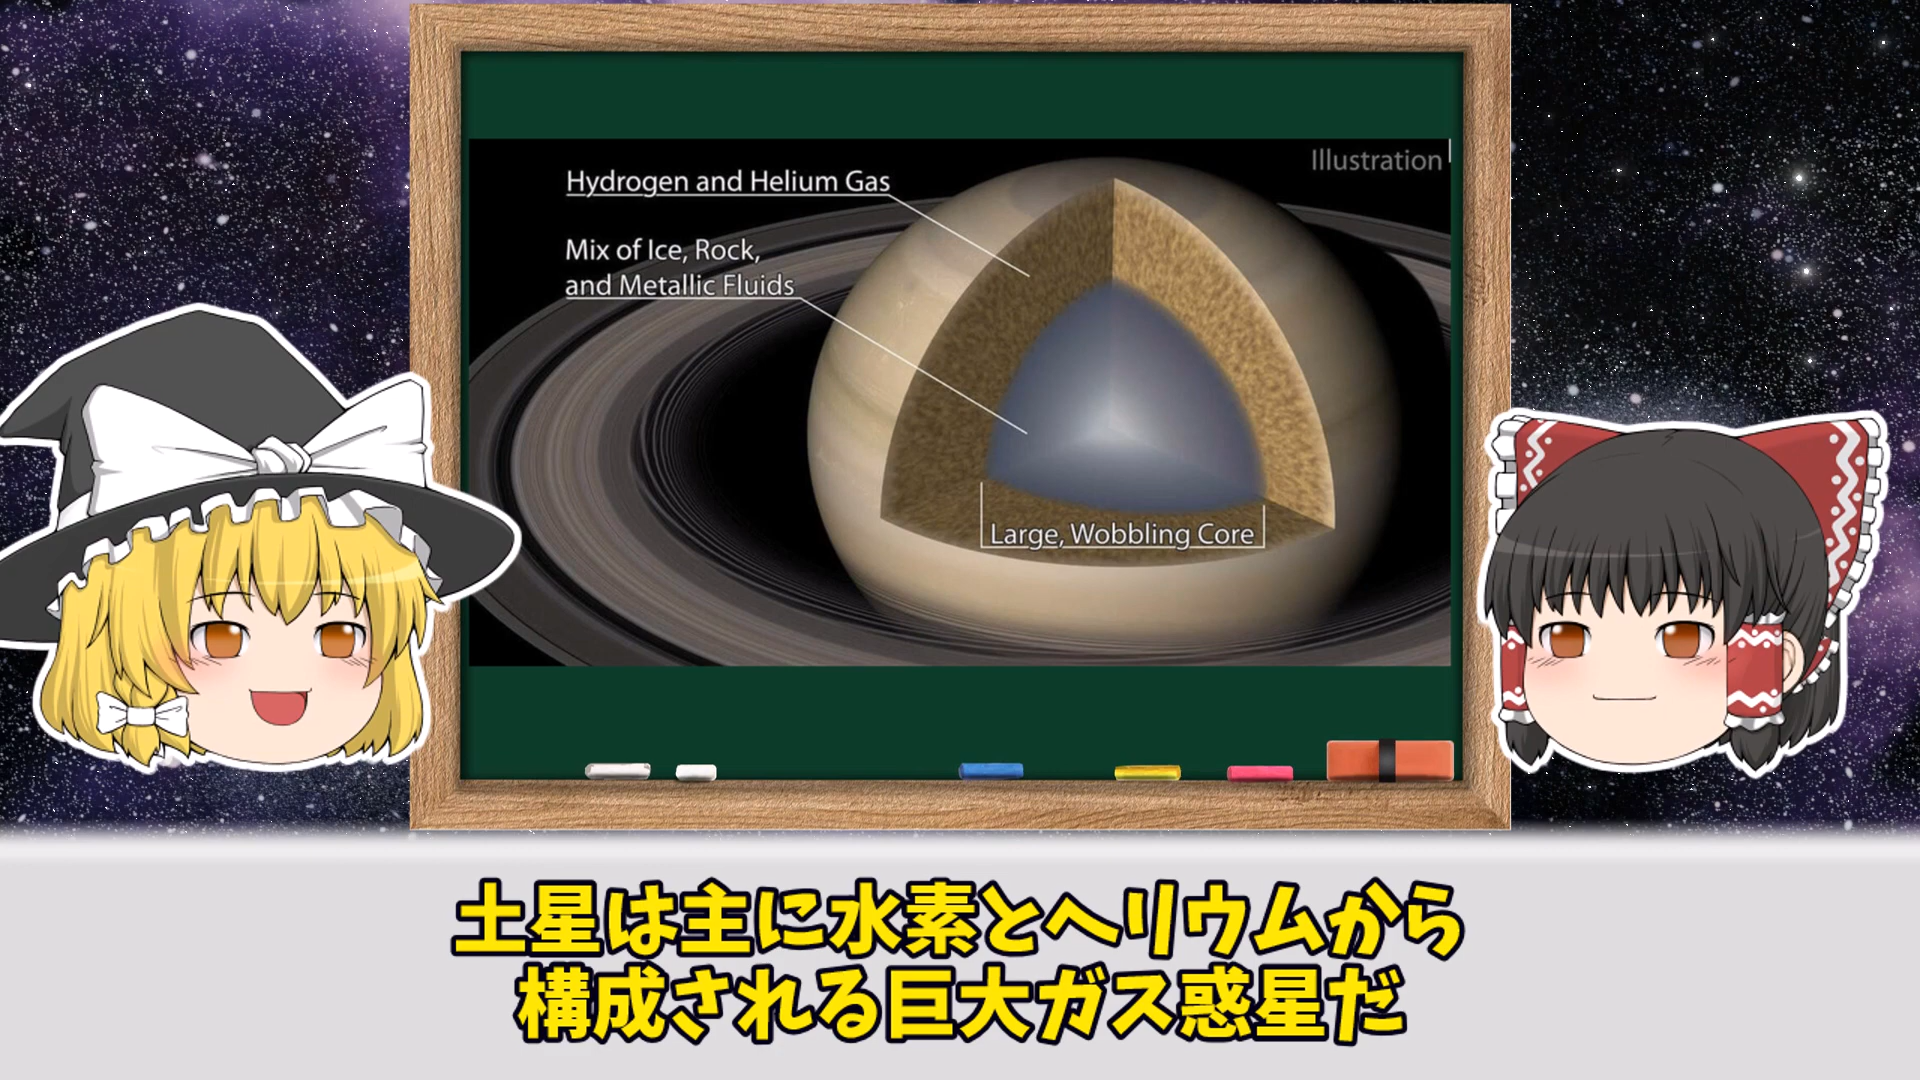 Illustration
Hydrogen and Helium Gas
Mix of Ice, Rock,
and Metallic Fluids
Large, Wobbling Core
土星は主に水素とヘリウムから
構成される巨大ガス惑星だ